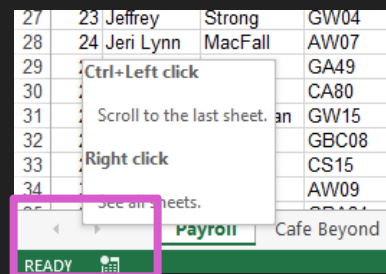 27 23 Jeffrey Strong GW04
28 24 Jeri Lynn MacFall AW07
29 GA49
30 CA80
31 an GW15
32 GBC08
33 CS15
34 AW09
Ctrl+Left click
Scroll to the last sheet.
Right click
See all sheets.
Payroll Cafe Beyond
READY